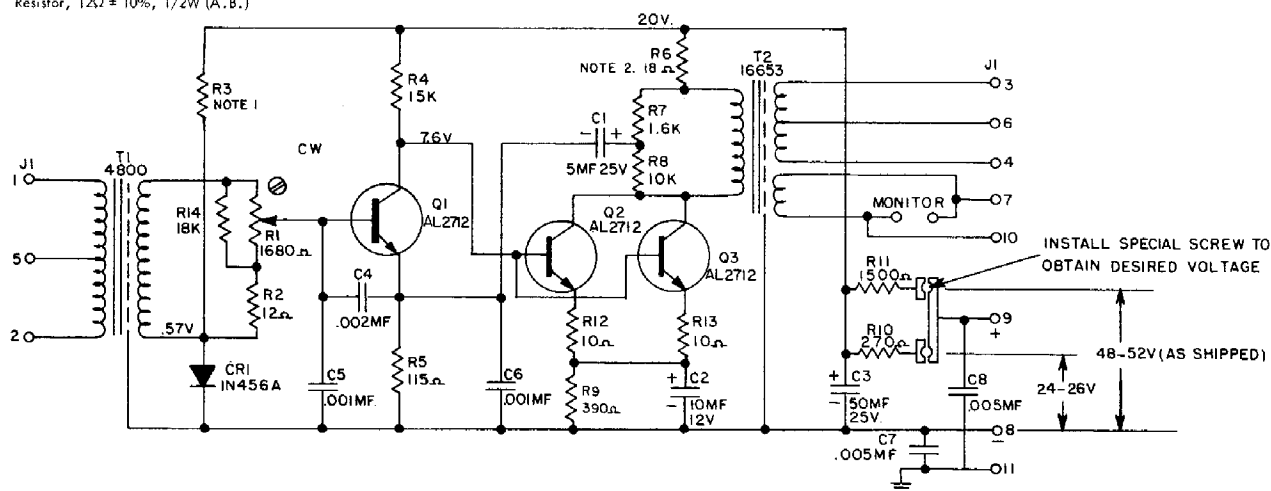 Resistor, 12Ω ± 10%, 1/2W (A.B.)
20V.
R6
NOTE 2. 18Ω
T2
16653
J1
3
R3
NOTE 1
R4
15K
R7
1.6K
C1
- +
5MF 25V
6
CW
7.6V
R8
10K
4
J1
1
T1
4800
R14
18K
R1
1680Ω
Q1
AL2712
Q2
AL2712
Q3
AL2712
7
MONITOR
10
INSTALL SPECIAL SCREW TO
OBTAIN DESIRED VOLTAGE
5
C4
.002MF
R11
1500Ω
R2
12Ω
.57V
2
R12
10Ω
R13
10Ω
R10
270Ω
9
+
48-52V(AS SHIPPED)
CR1
1N456A
C5
.001MF.
R5
115Ω
C6
.001MF
R9
390Ω
+
C2
-
10MF
12V
+
C3
-
50MF
25V
C8
.005MF
24-26V
C7
.005MF
8
-
11